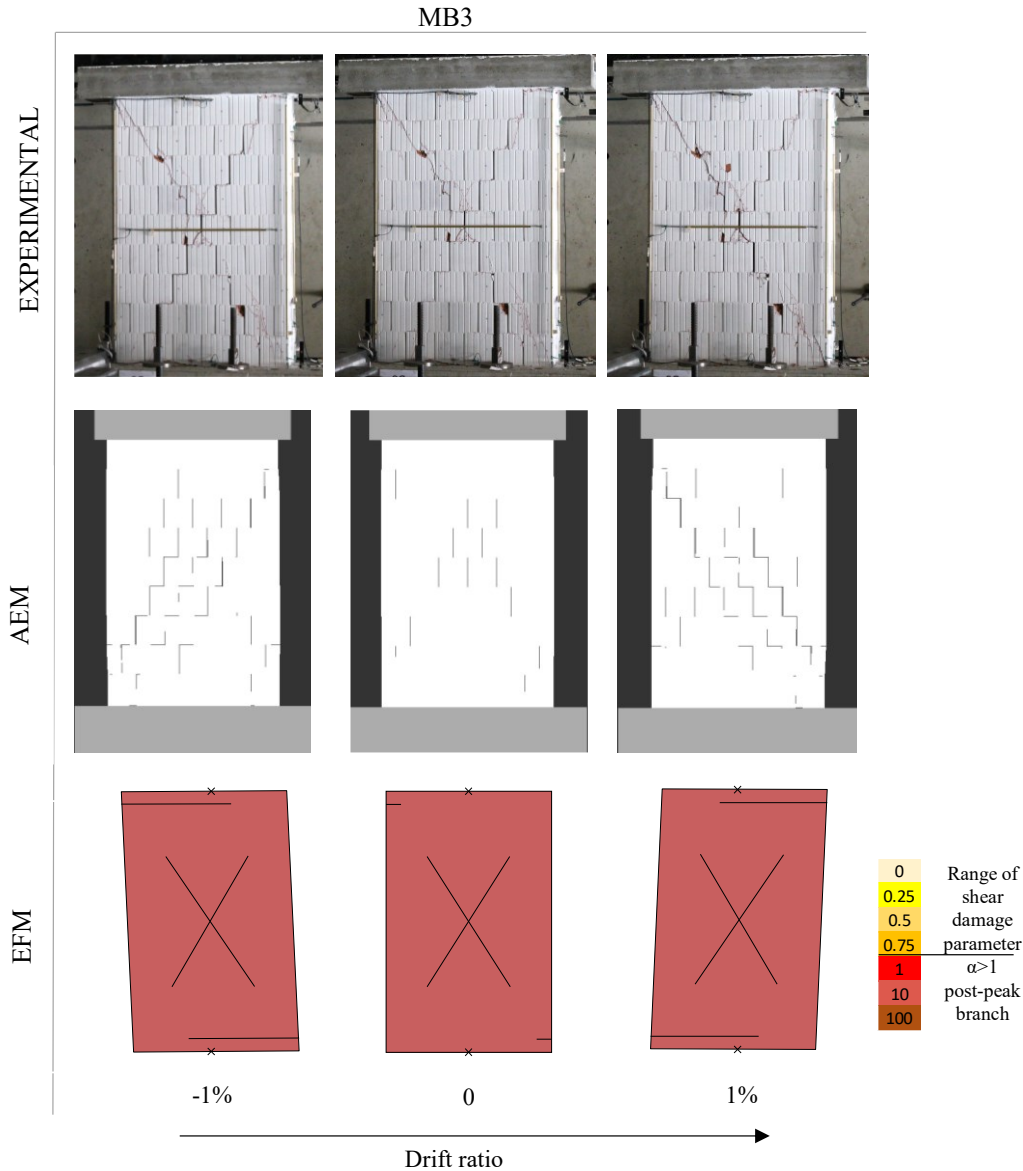 MB3
EXPERIMENTAL
AEM
EFM
0
0.25
0.5
0.75
1
10
100
Range of
shear
damage
parameter
α>1
post-peak
branch
-1%
0
1%
Drift ratio